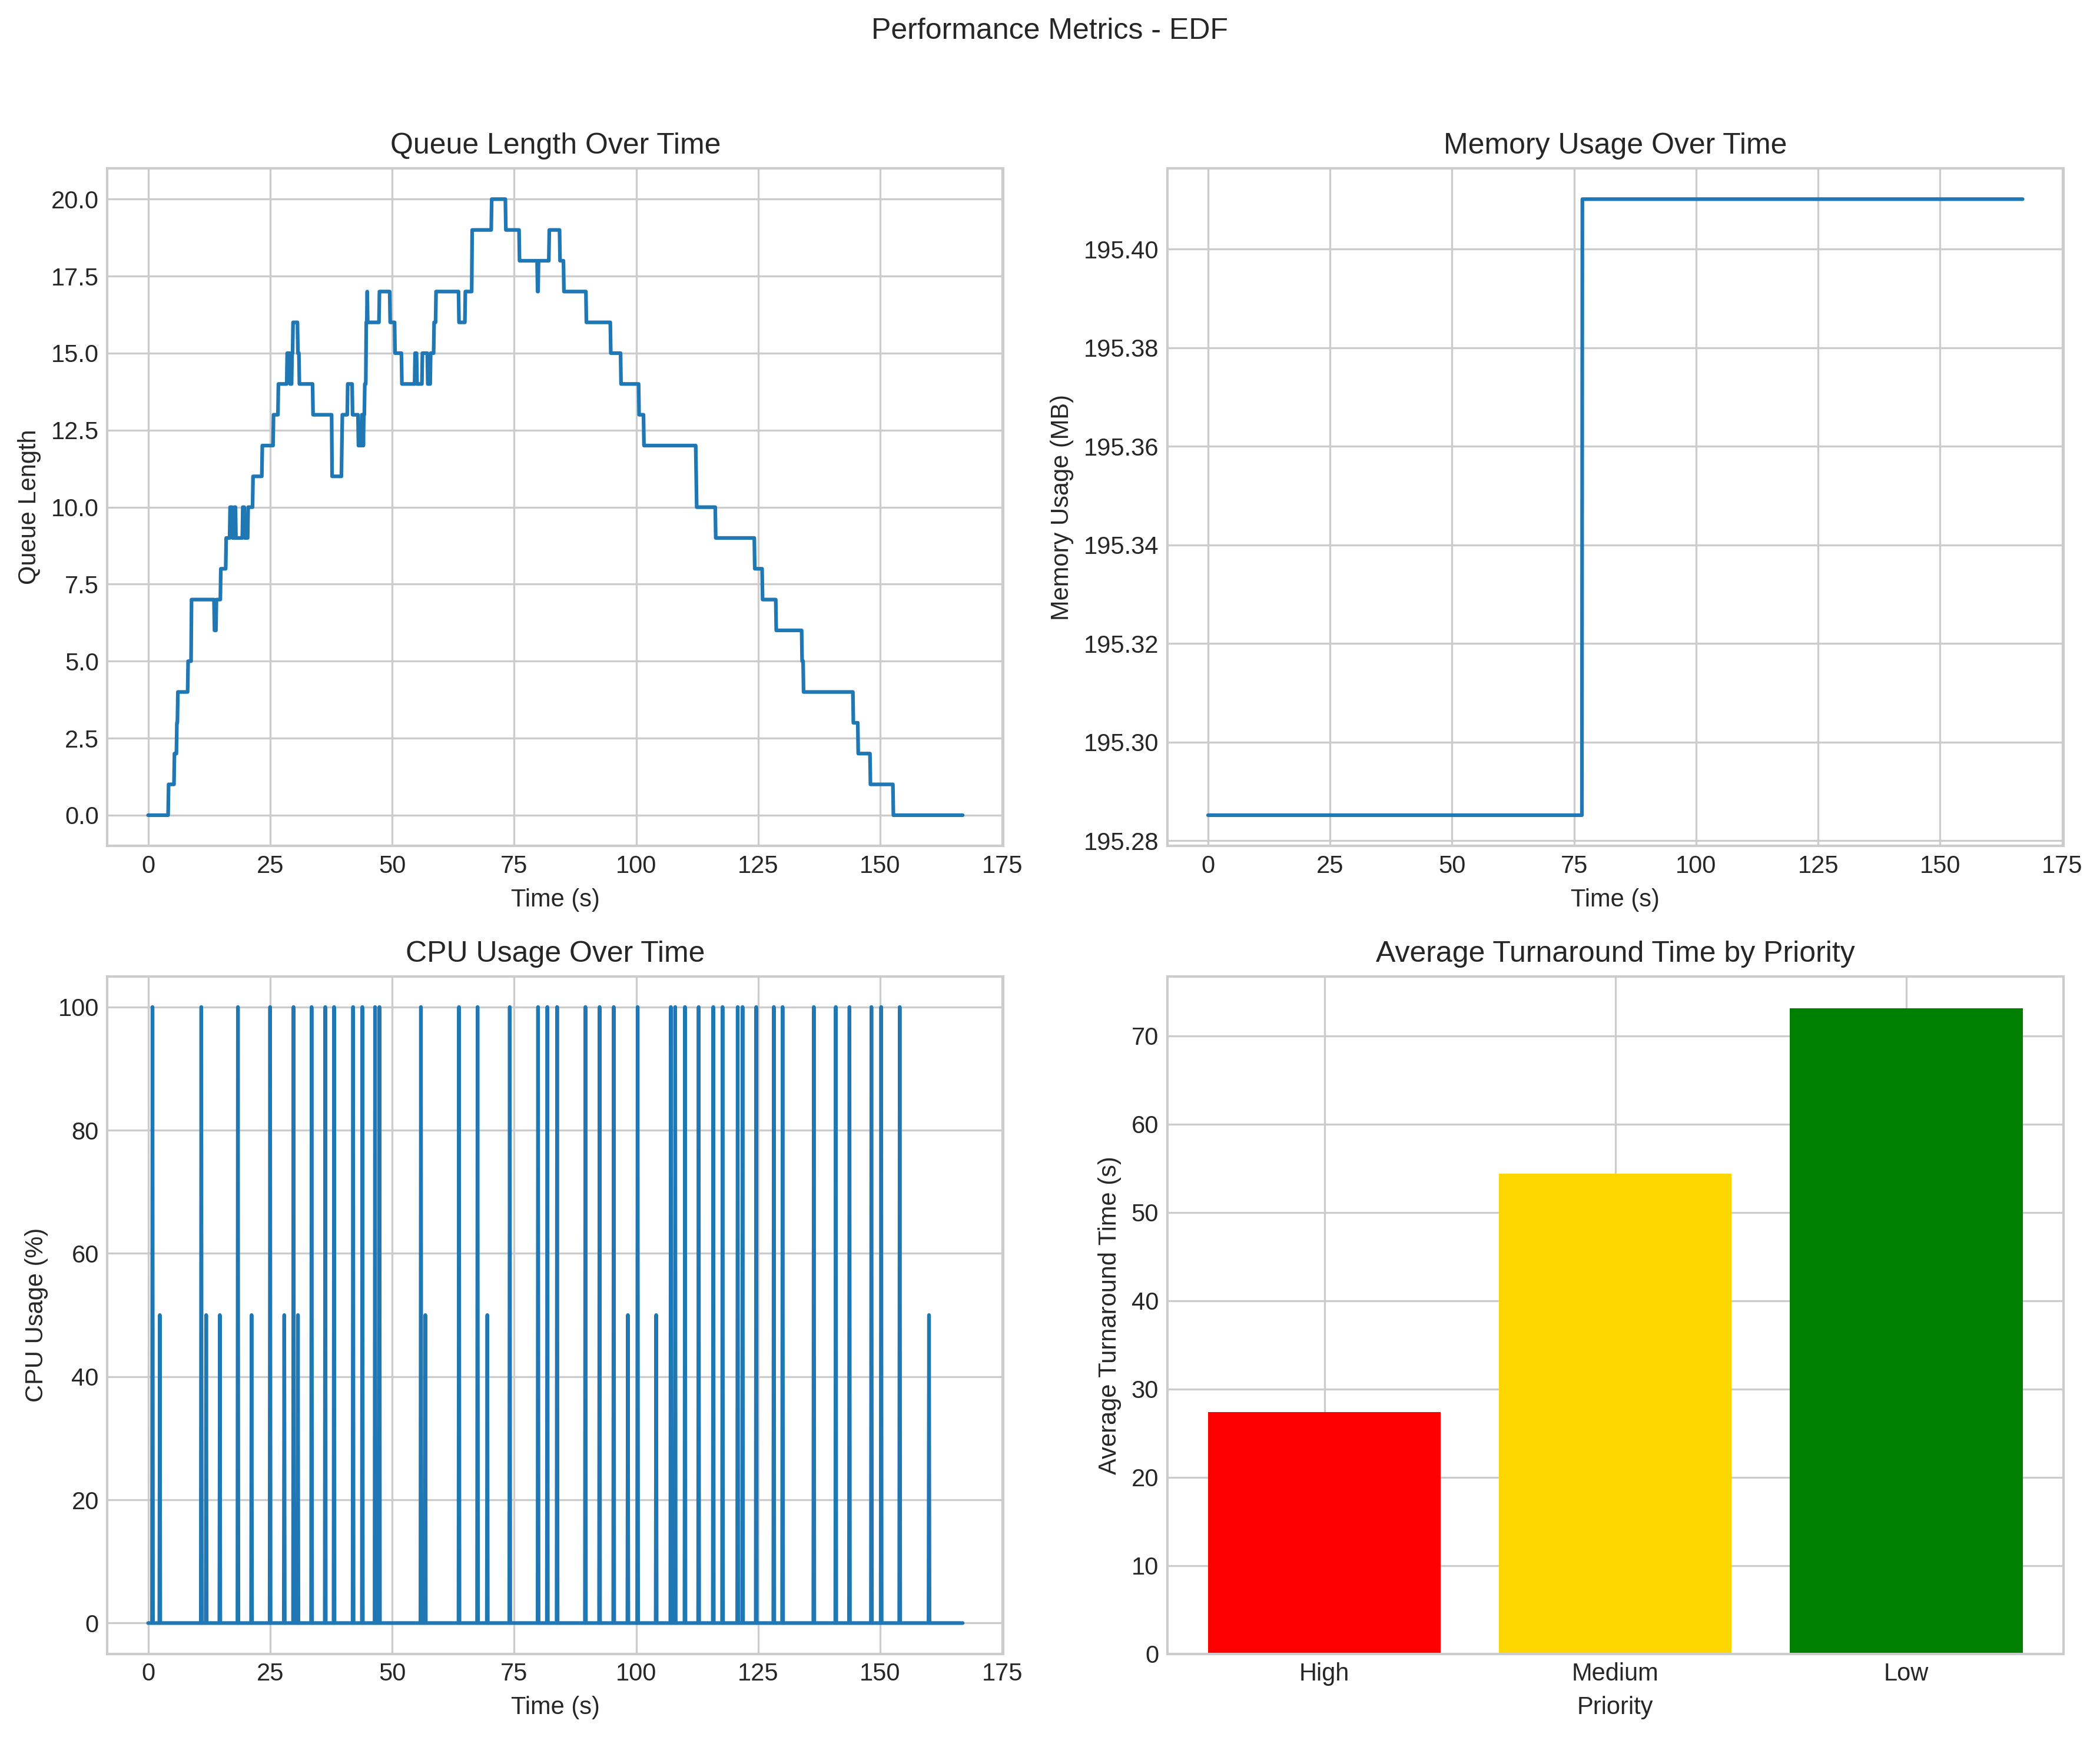 Performance Metrics - EDF
Queue Length Over Time
Queue Length
20.0
17.5
15.0
12.5
10.0
7.5
5.0
2.5
0.0
0 25 50 75 100 125 150 175
Time (s)
Memory Usage Over Time
Memory Usage (MB)
195.40
195.38
195.36
195.34
195.32
195.30
195.28
0 25 50 75 100 125 150 175
Time (s)
CPU Usage Over Time
CPU Usage (%)
100
80
60
40
20
0
0 25 50 75 100 125 150 175
Time (s)
Average Turnaround Time by Priority
Average Turnaround Time (s)
70
60
50
40
30
20
10
0
High Medium Low
Priority